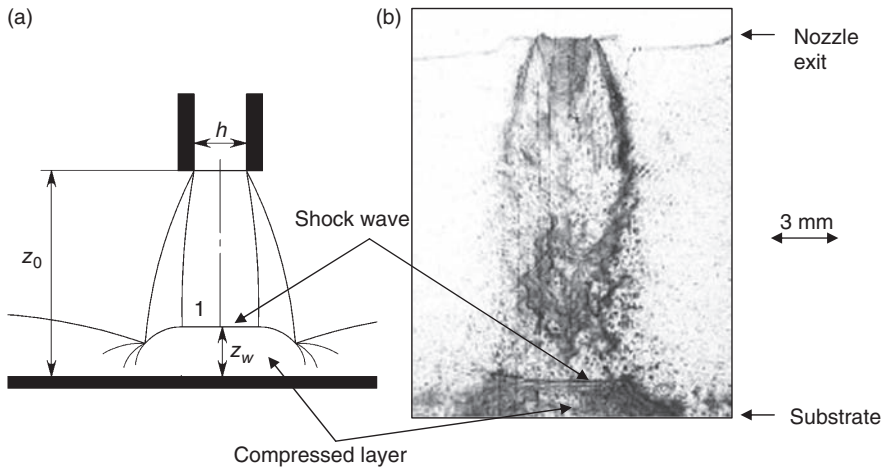 (a)
(b)
Nozzle
exit
h
Shock wave
3 mm
z0
1
zw
Substrate
Compressed layer